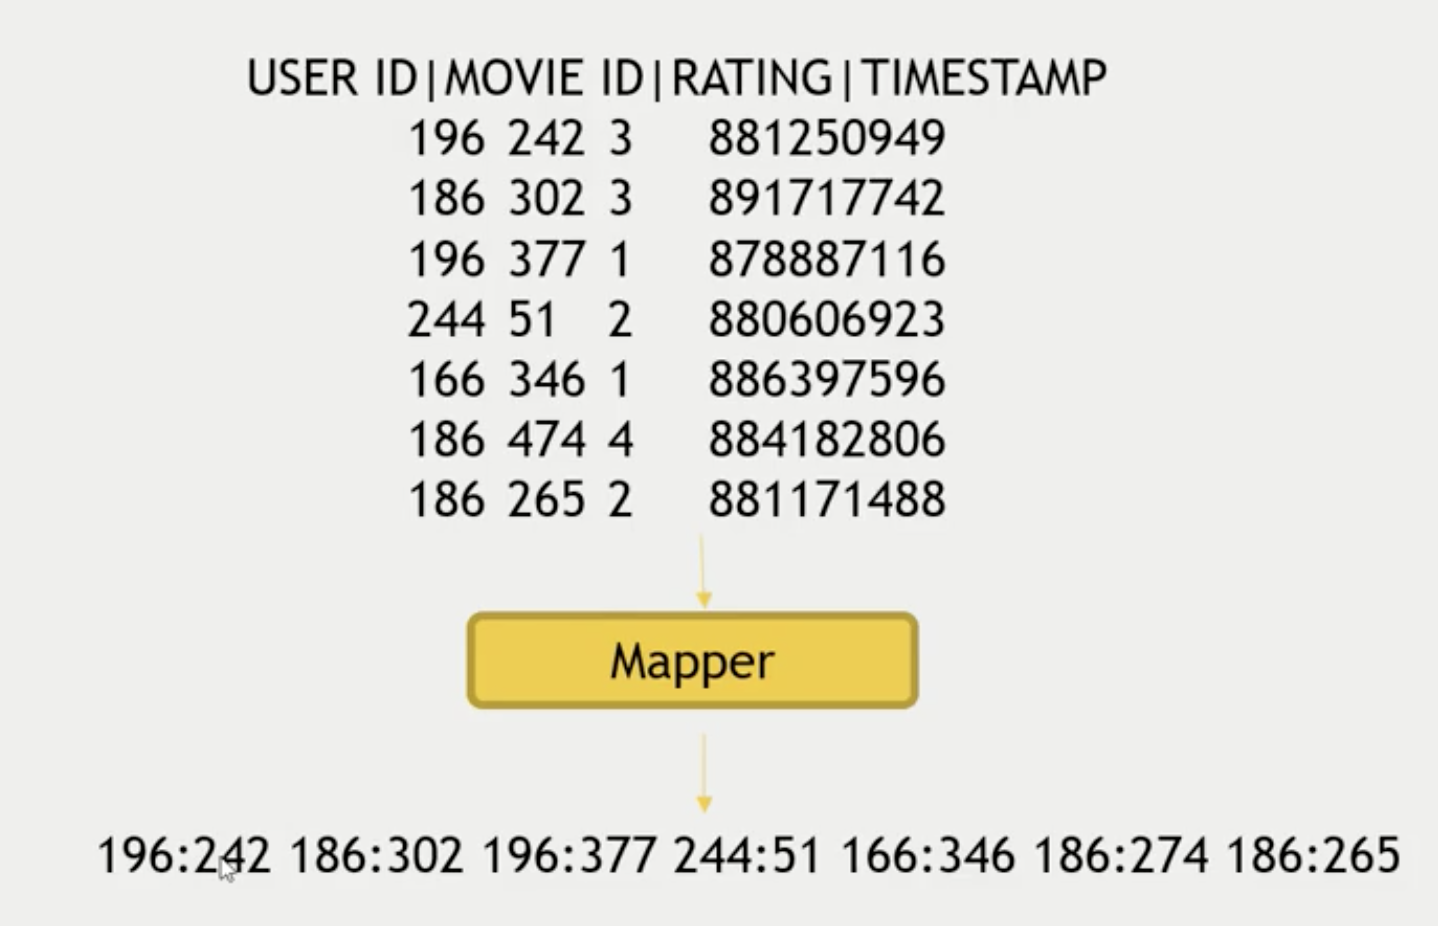 USER ID|MOVIE ID|RATING|TIMESTAMP
196 242 3 881250949
186 302 3 891717742
196 377 1 878887116
244 51 2 880606923
166 346 1 886397596
186 474 4 884182806
186 265 2 881171488
Mapper
196:242 186:302 196:377 244:51 166:346 186:274 186:265